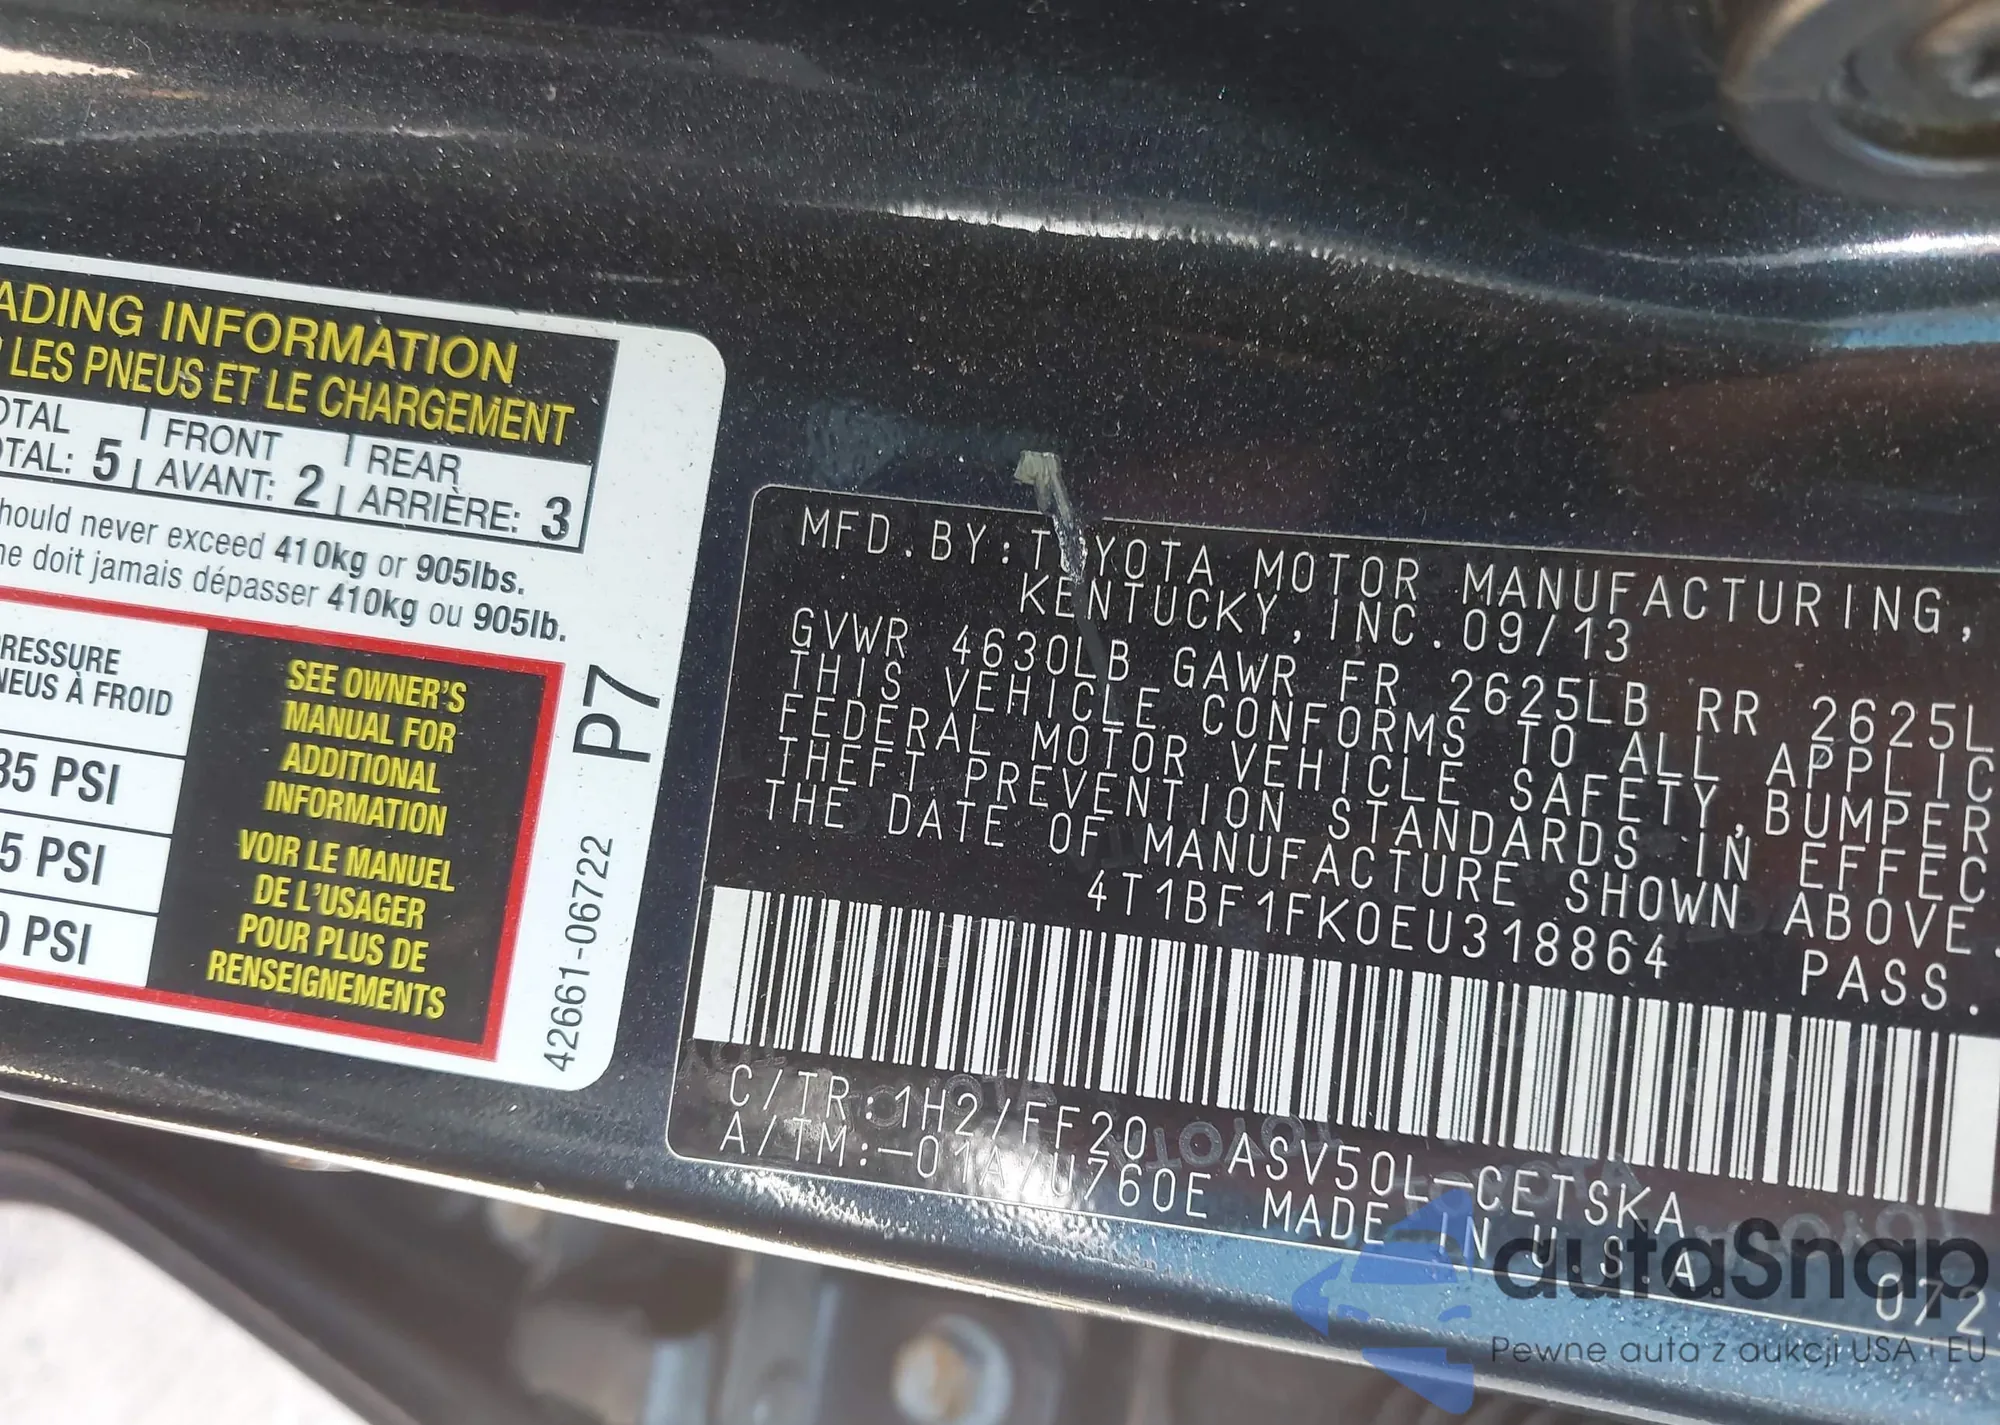 ADING INFORMATION
LES PNEUS ET LE CHARGEMENT
OTAL | FRONT | REAR
OTAL: 5 | AVANT: 2 | ARRIÈRE: 3
hould never exceed 410kg or 905lbs.
ne doit jamais dépasser 410kg ou 905lb.
RESSURE
NEUS À FROID
35 PSI
5 PSI
0 PSI
SEE OWNER'S
MANUAL FOR
ADDITIONAL
INFORMATION
VOIR LE MANUEL
DE L'USAGER
POUR PLUS DE
RENSEIGNEMENTS
P7
42661-06722
MFD.BY:TOYOTA MOTOR MANUFACTURING,
KENTUCKY,INC.09/13
GVWR 4630LB GAWR FR 2625LB RR 2625L
THIS VEHICLE CONFORMS TO ALL APPLIC
FEDERAL MOTOR VEHICLE SAFETY,BUMPER
THEFT PREVENTION STANDARDS IN EFFEC
THE DATE OF MANUFACTURE SHOWN ABOVE.
4T1BF1FK0EU318864 PASS.
C/TR:1H2/FF20 ASV50L-CETSKA
A/TM:-01A/U760E MADE IN U.S.A
072
autaSnap
Pewne auta z aukcji USA i EU